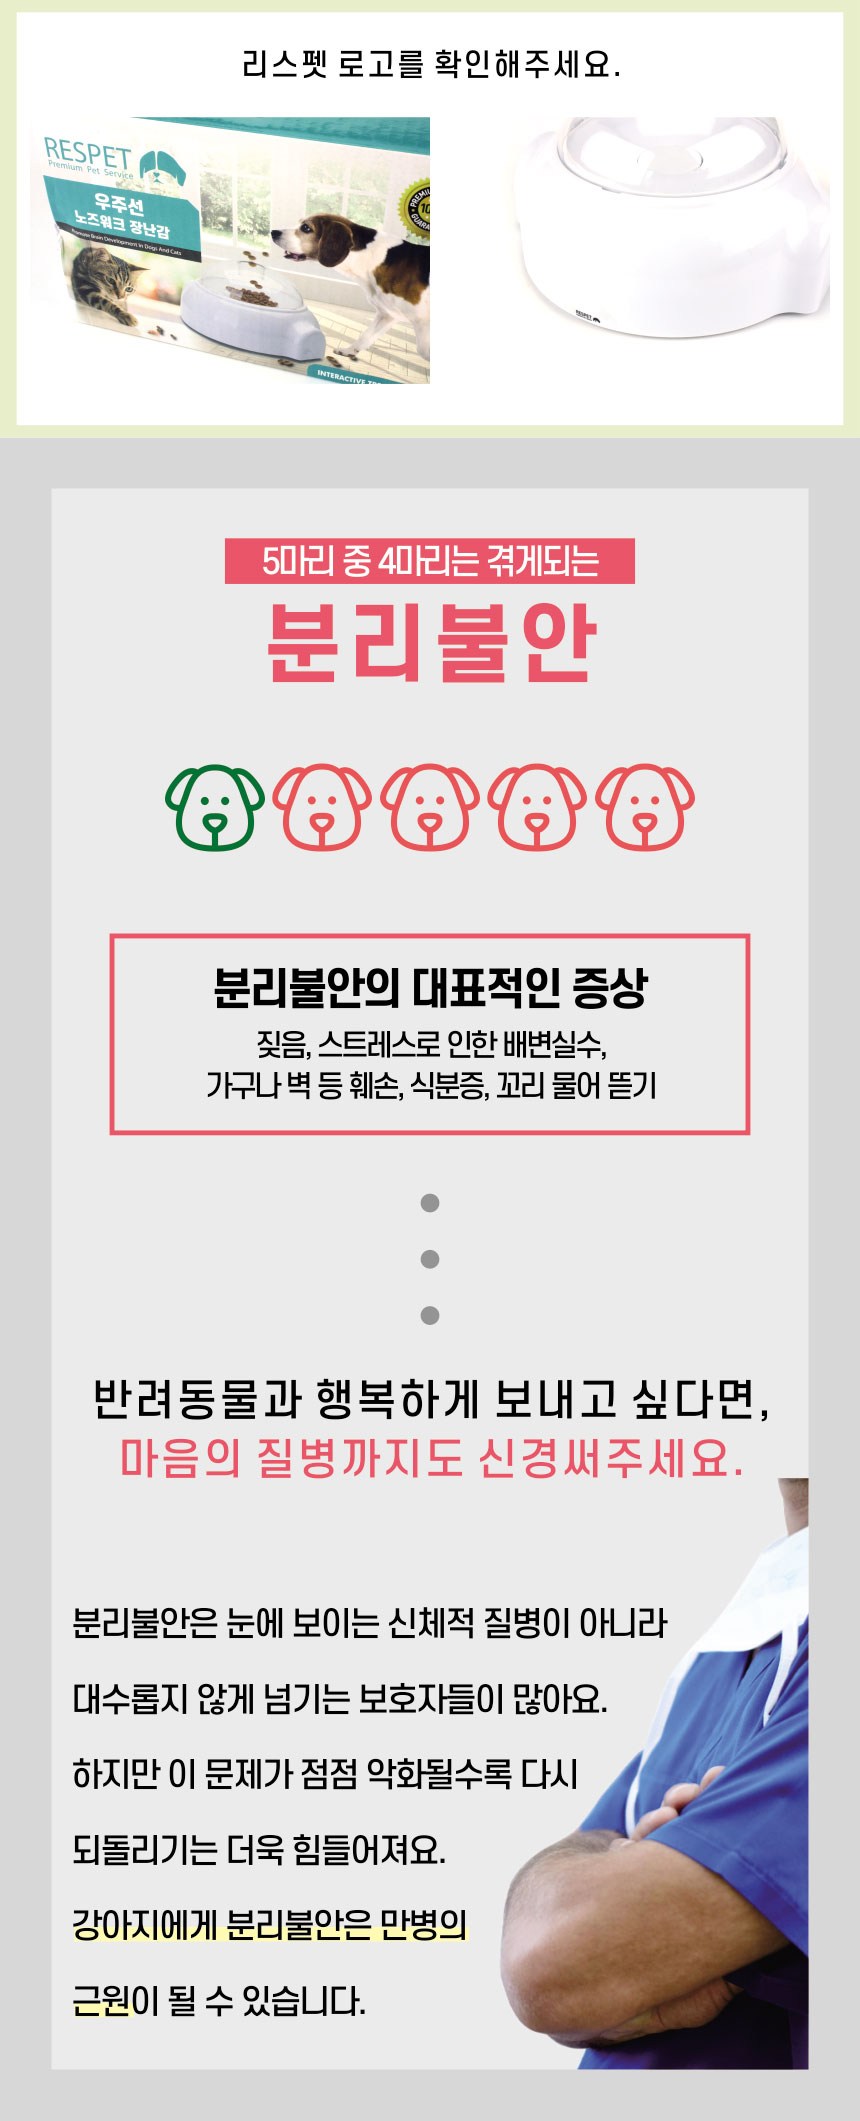 리스펫 로고를 확인해주세요.
RESPET
Premium Pet Service
우주선
노즈워크 장난감
Promote Brain Development In Dogs And Cats
PREMIUM
10
GUARA
INTERACTIVE
RESPET
5마리 중 4마리는 겪게되는
분리불안
분리불안의 대표적인 증상
짖음, 스트레스로 인한 배변실수,
가구나 벽 등 훼손, 식분증, 꼬리 물어 뜯기
반려동물과 행복하게 보내고 싶다면,
마음의 질병까지도 신경써주세요.
분리불안은 눈에 보이는 신체적 질병이 아니라
대수롭지 않게 넘기는 보호자들이 많아요.
하지만 이 문제가 점점 악화될수록 다시
되돌리기는 더욱 힘들어져요.
강아지에게 분리불안은 만병의
근원이 될 수 있습니다.